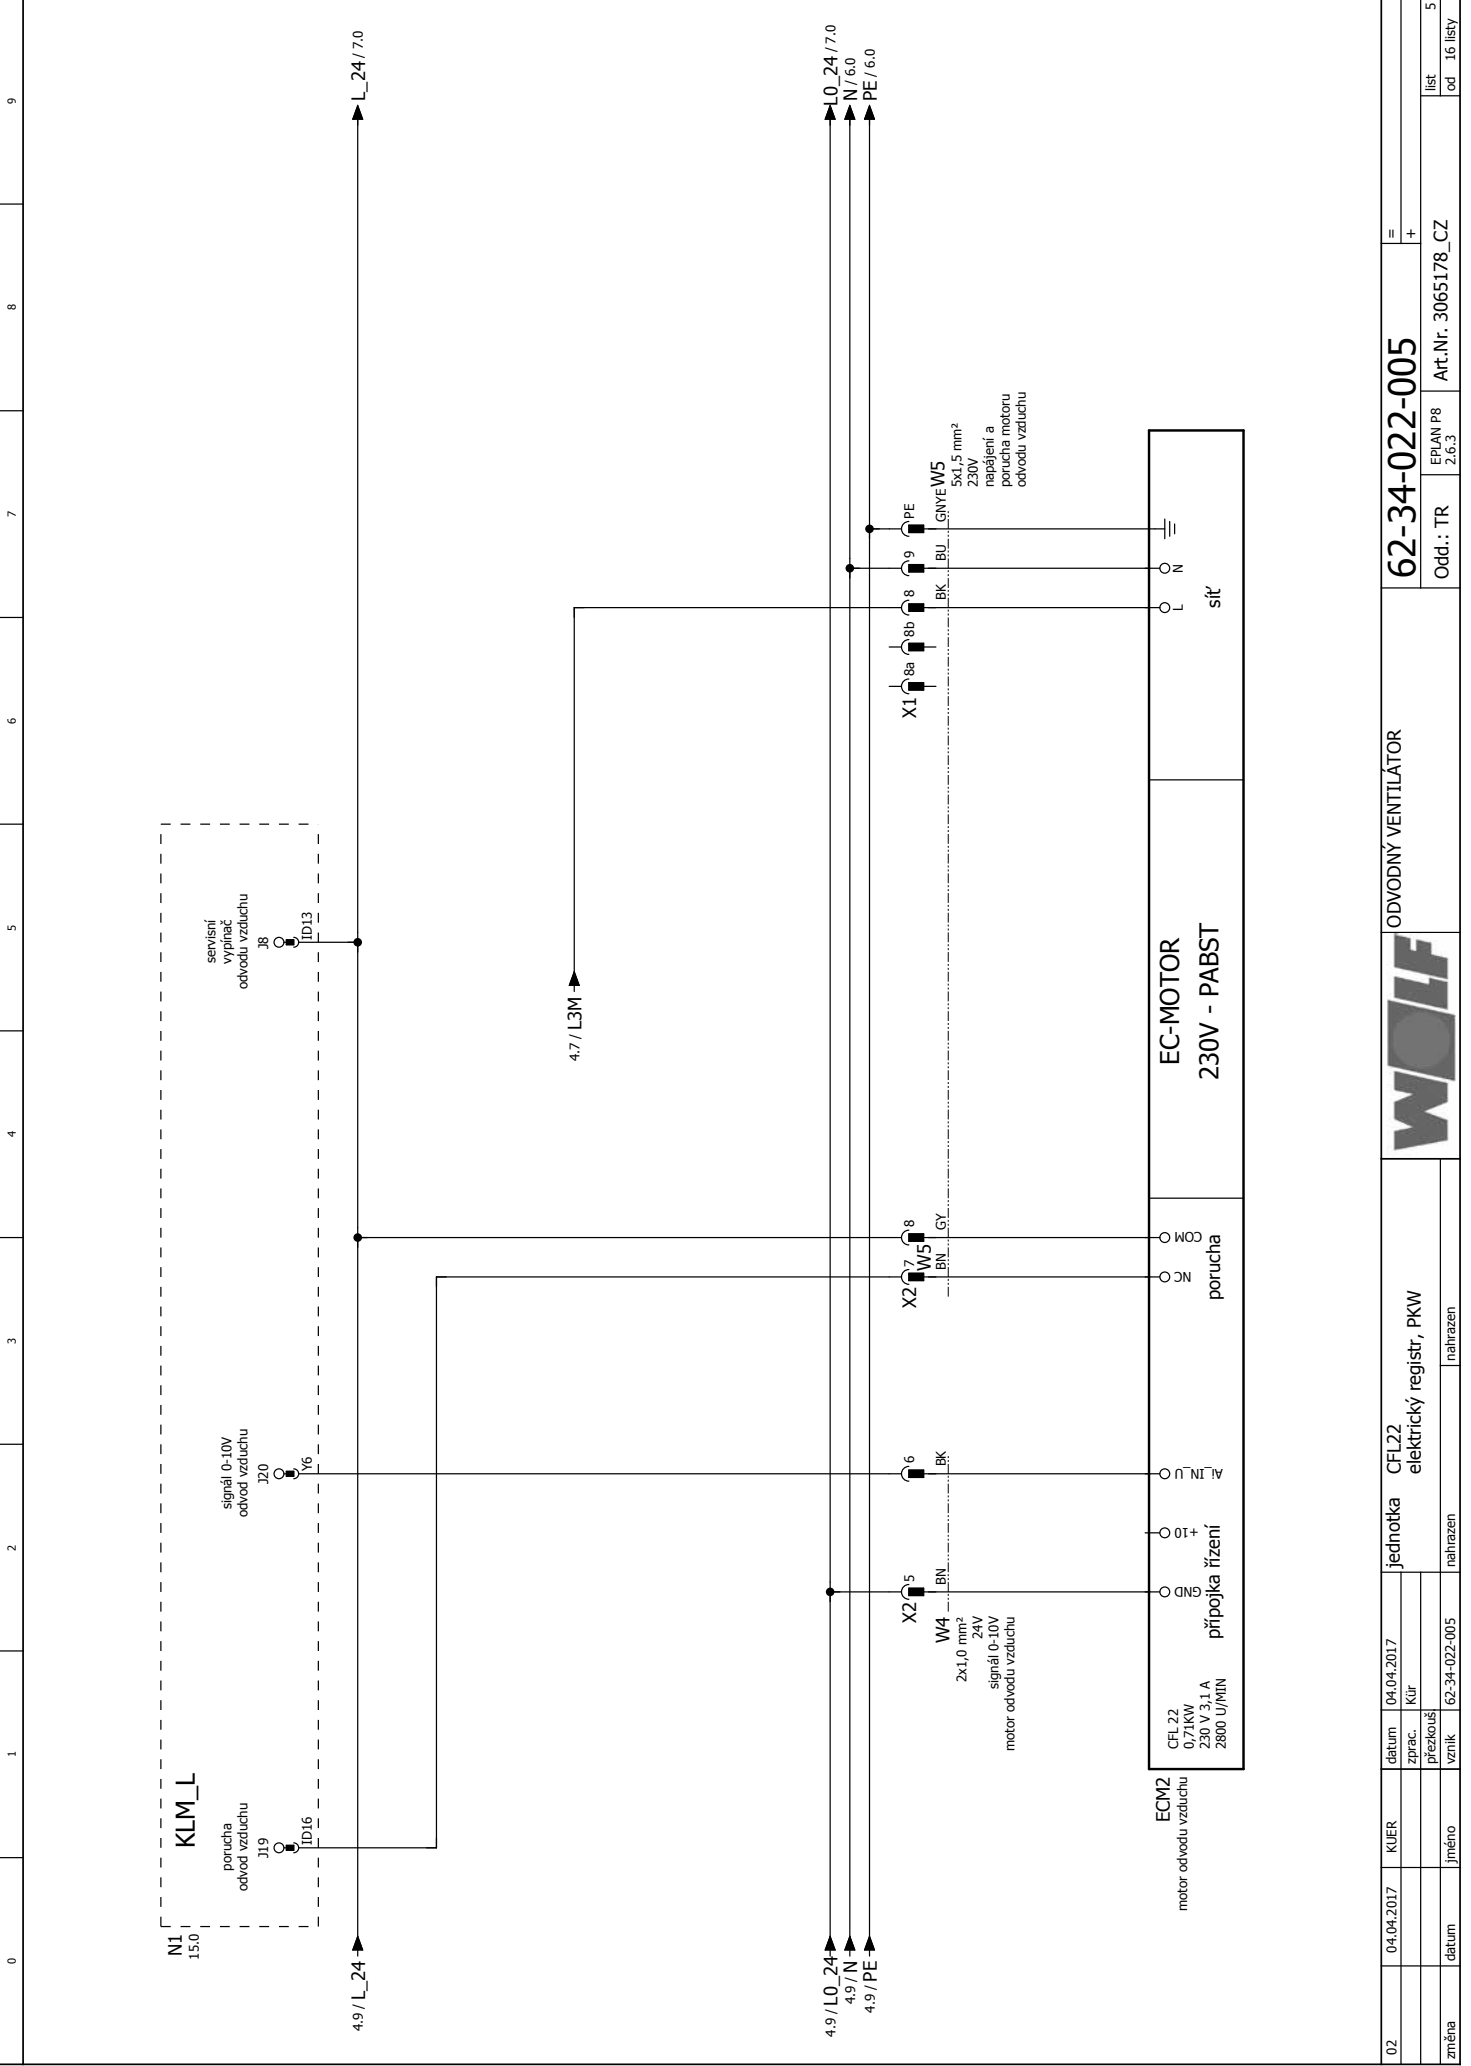 0
1
2
3
4
5
6
7
8
9
N1
15.0
KLM_L
porucha
odvod vzduchu
J19
ID16
signál 0-10V
odvod vzduchu
J20
Y6
servisní
vypínač
odvodu vzduchu
J8
ID13
4.9 / L_24
L_24 / 7.0
4.7 / L3M
4.9 / L0_24
4.9 / N
4.9 / PE
L0_24 / 7.0
N / 6.0
PE / 6.0
X2
5
6
X2
7
8
X1
8a
8b
8
9
PE
W4
BN
BK
2x1,0 mm²
24V
signál 0-10V
motor odvodu vzduchu
W5
BN
GY
BK
BU
GNYE
W5
5x1,5 mm²
230V
napájení a
porucha motoru
odvodu vzduchu
ECM2
motor odvodu vzduchu
CFL 22
0,71KW
230 V 3,1 A
2800 U/MIN
GND
+10
Ai_IN_U
přípojka řízení
NC
COM
porucha
EC-MOTOR
230V - PABST
L
N
síť
02
04.04.2017
KUER
datum
04.04.2017
zprac.
Kür
přezkouš
změna
datum
jméno
vznik
62-34-022-005
jednotka
CFL22
elektrický registr, PKW
nahrazen
nahrazen
WOLF
ODVODNÝ VENTILÁTOR
62-34-022-005
Odd.: TR
EPLAN P8
2.6.3
=
+
Art.Nr. 3065178_CZ
list
5
od
16 listy